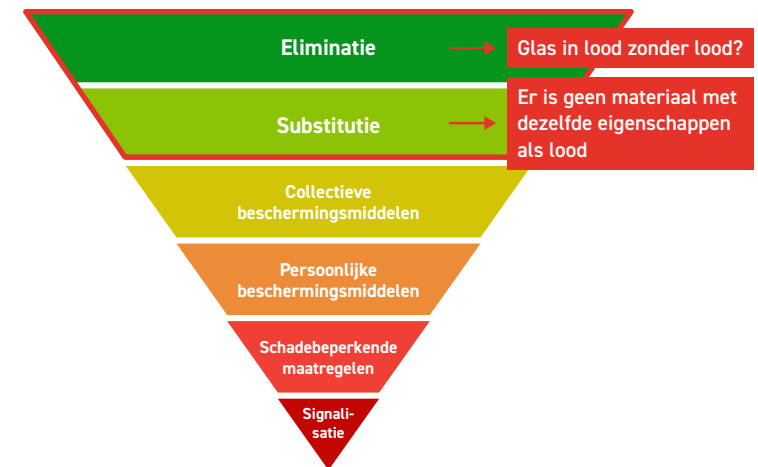 Eliminatie
Glas in lood zonder lood?
Substitutie
Er is geen materiaal met
dezelfde eigenschappen
als lood
Collectieve
beschermingsmiddelen
Persoonlijke
beschermingsmiddelen
Schadebeperkende
maatregelen
Signali-
satie